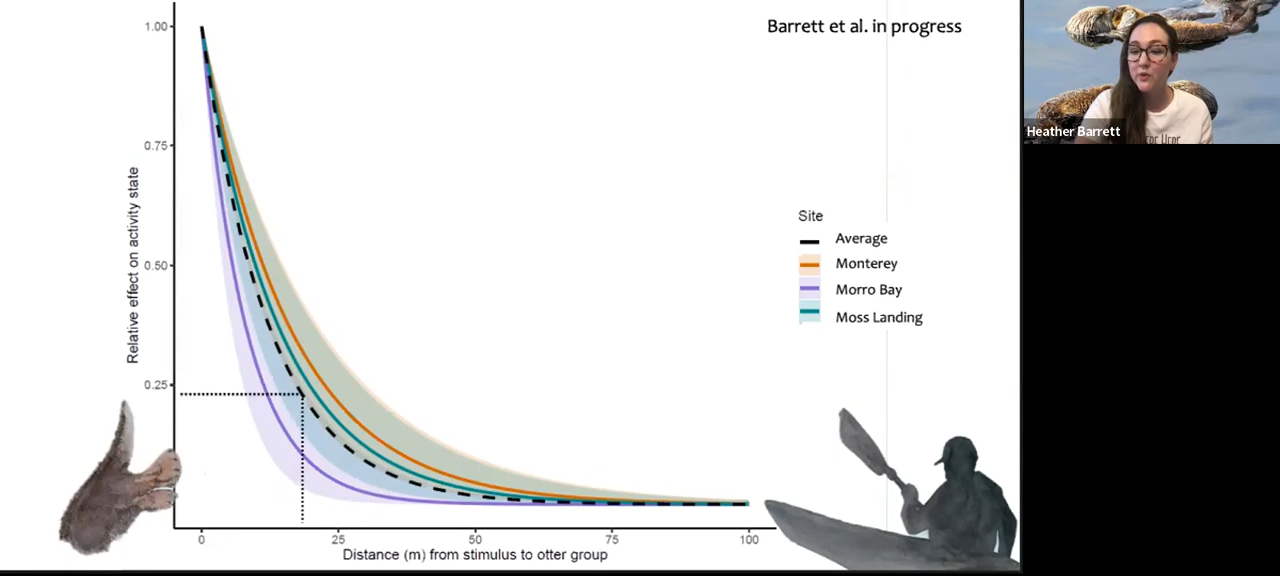 Barrett et al. in progress
Relative effect on activity state
1.00
0.75
0.50
0.25
0
25
50
75
100
Distance (m) from stimulus to otter group
Site
Average
Monterey
Morro Bay
Moss Landing
Heather Barrett